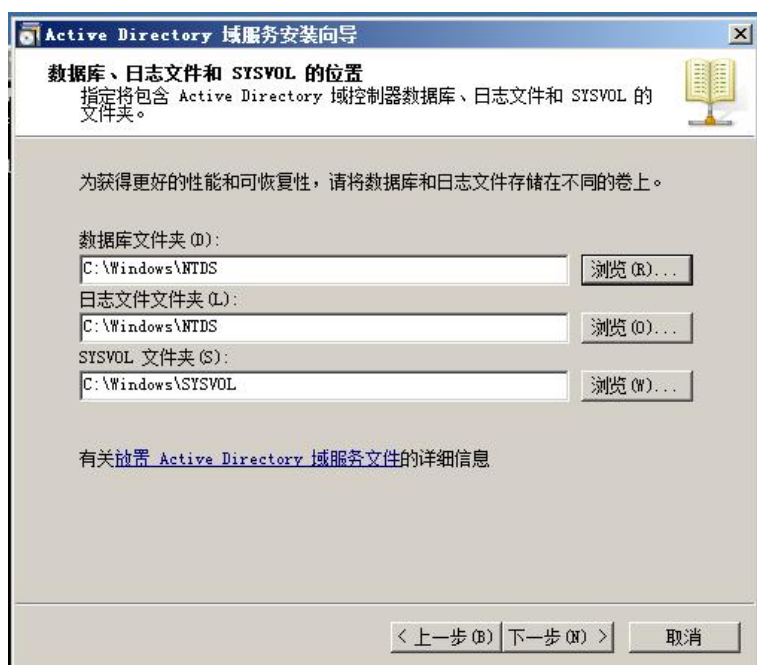 Active Directory 域服务安装向导
数据库、日志文件和 SYSVOL 的位置
指定将包含 Active Directory 域控制器数据库、日志文件和 SYSVOL 的
文件夹。
为获得更好的性能和可恢复性，请将数据库和日志文件存储在不同的卷上。
数据库文件夹(D):
C:\Windows\NTDS
浏览(R)...
日志文件文件夹(L):
C:\Windows\NTDS
浏览(O)...
SYSVOL 文件夹(S):
C:\Windows\SYSVOL
浏览(W)...
有关放置 Active Directory 域服务文件的详细信息
< 上一步(B) 下一步(N) > 取消